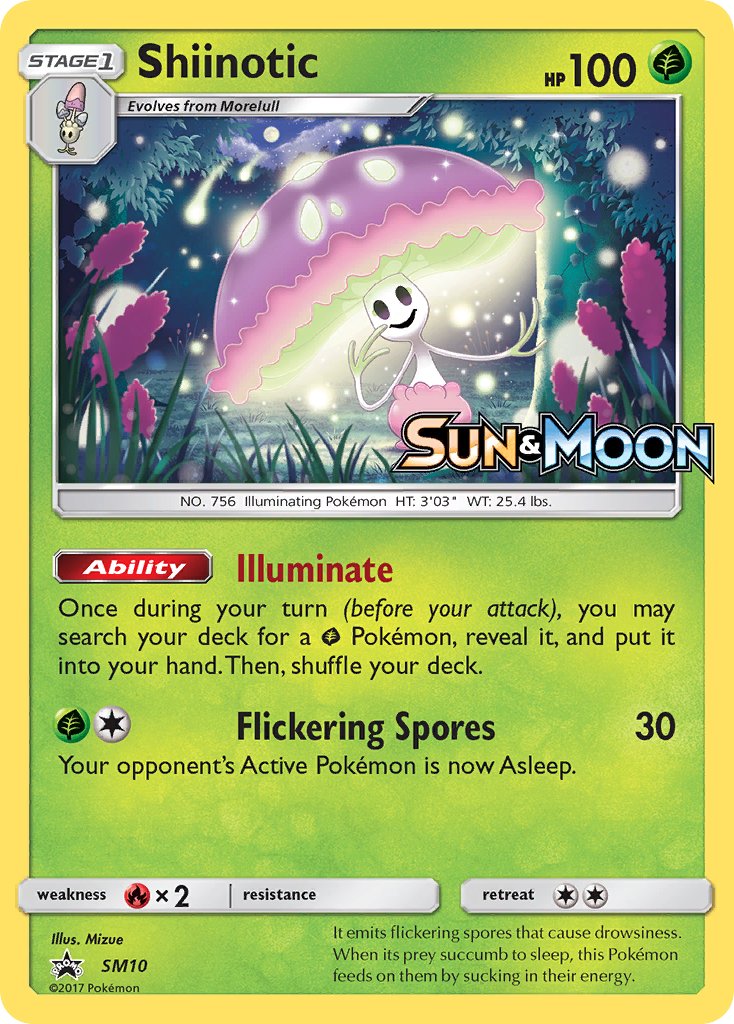 STAGE1 Shiinotic HP 100
Evolves from Morelull
SUN & MOON
NO. 756 Illuminating Pokémon HT: 3'03" WT: 25.4 lbs.
Ability Illuminate
Once during your turn (before your attack), you may
search your deck for a Pokémon, reveal it, and put it
into your hand. Then, shuffle your deck.
Flickering Spores 30
Your opponent's Active Pokémon is now Asleep.
weakness × 2 resistance retreat
Illus. Mizue
PROMO SM10
©2017 Pokémon
It emits flickering spores that cause drowsiness.
When its prey succumb to sleep, this Pokémon
feeds on them by sucking in their energy.